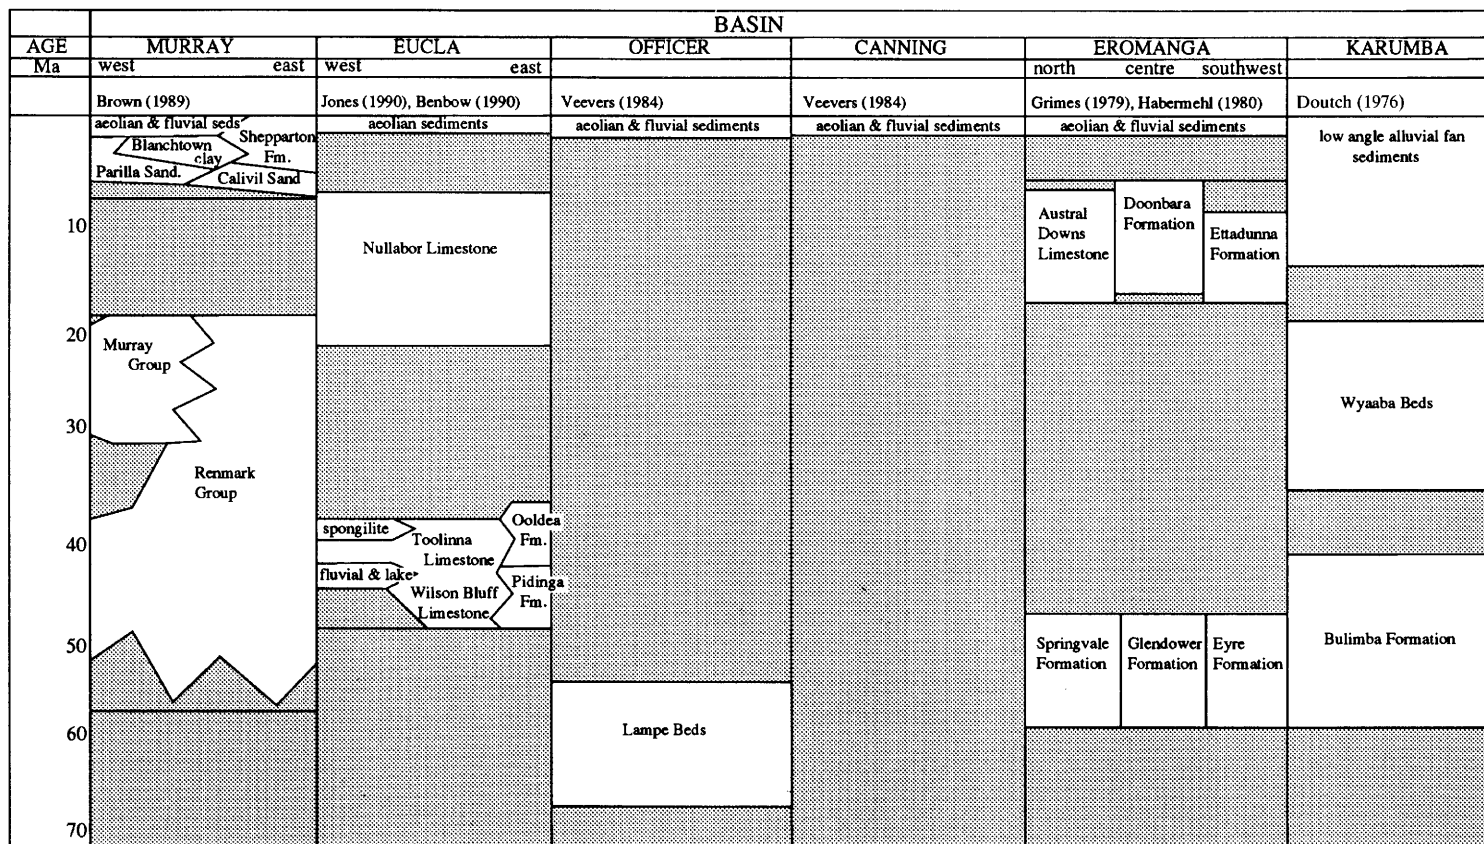 BASIN
AGE MURRAY EUCLA OFFICER CANNING EROMANGA KARUMBA
Ma west east west east north centre southwest
Brown (1989) Jones (1990), Benbow (1990) Veevers (1984) Veevers (1984) Grimes (1979), Habermehl (1980) Doutch (1976)
aeolian & fluvial seds aeolian sediments aeolian & fluvial sediments aeolian & fluvial sediments aeolian & fluvial sediments
Shepparton
Fm.
Blanchtown
clay
Parilla Sand.
Calivil Sand
low angle alluvial fan
sediments
10
Nullabor Limestone
Austral
Downs
Limestone
Doonbara
Formation
Ettadunna
Formation
20
Murray
Group
Wyaaba Beds
30
Renmark
Group
spongilite
Toolinna
Limestone
Ooldea
Fm.
40
fluvial & lake
Wilson Bluff
Limestone
Pidinga
Fm.
50
Springvale
Formation
Glendower
Formation
Eyre
Formation
Bulimba Formation
60
Lampe Beds
70